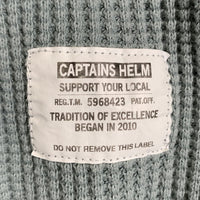 CAPTAINS HELM
SUPPORT YOUR LOCAL
REG.T.M. 5968423 PAT.OFF.
TRADITION OF EXCELLENCE
BEGAN IN 2010
DO NOT REMOVE THIS LABEL